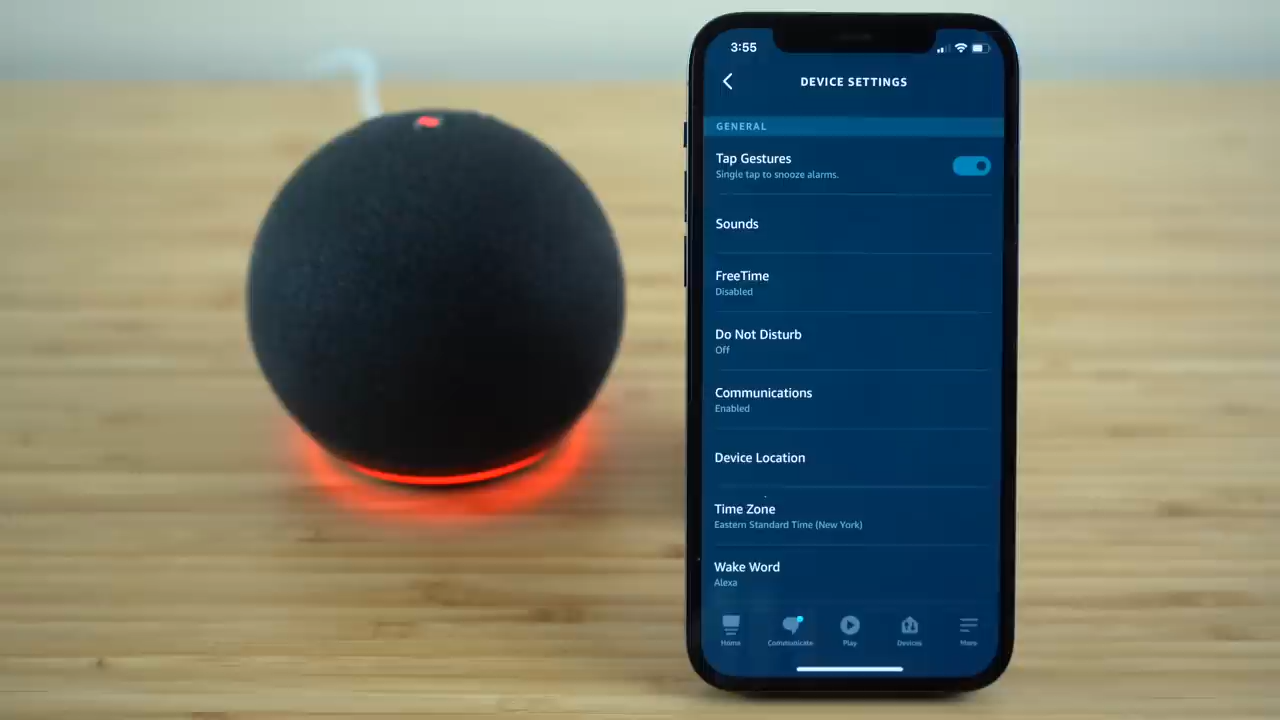 3:55
DEVICE SETTINGS
GENERAL
Tap Gestures
Single tap to snooze alarms.
Sounds
FreeTime
Disabled
Do Not Disturb
Off
Communications
Enabled
Device Location
Time Zone
Eastern Standard Time (New York)
Wake Word
Alexa
Home
Communicate
Play
Devices
More